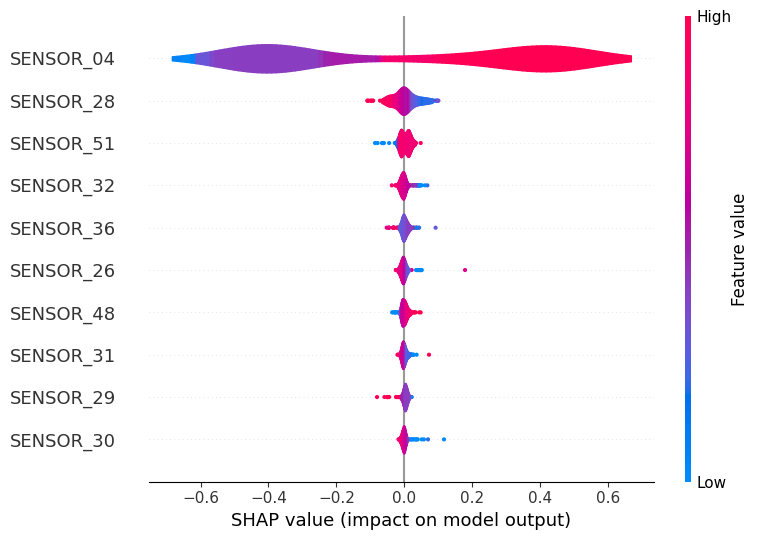 High
SENSOR_04
SENSOR_28
SENSOR_51
SENSOR_32
SENSOR_36
SENSOR_26
SENSOR_48
SENSOR_31
SENSOR_29
SENSOR_30
Feature value
Low
−0.6 −0.4 −0.2 0.0 0.2 0.4 0.6
SHAP value (impact on model output)